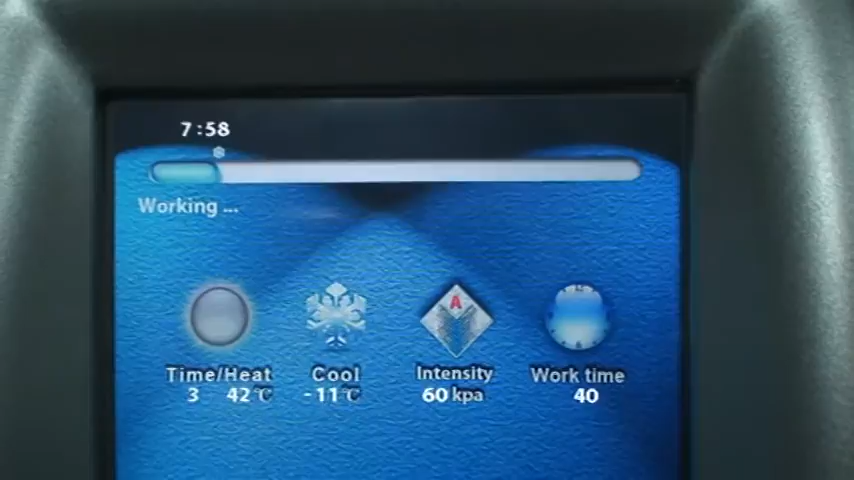 7:58
Working ...
A
Time/Heat Cool Intensity Work time
3 42℃ -11℃ 60 kpa 40